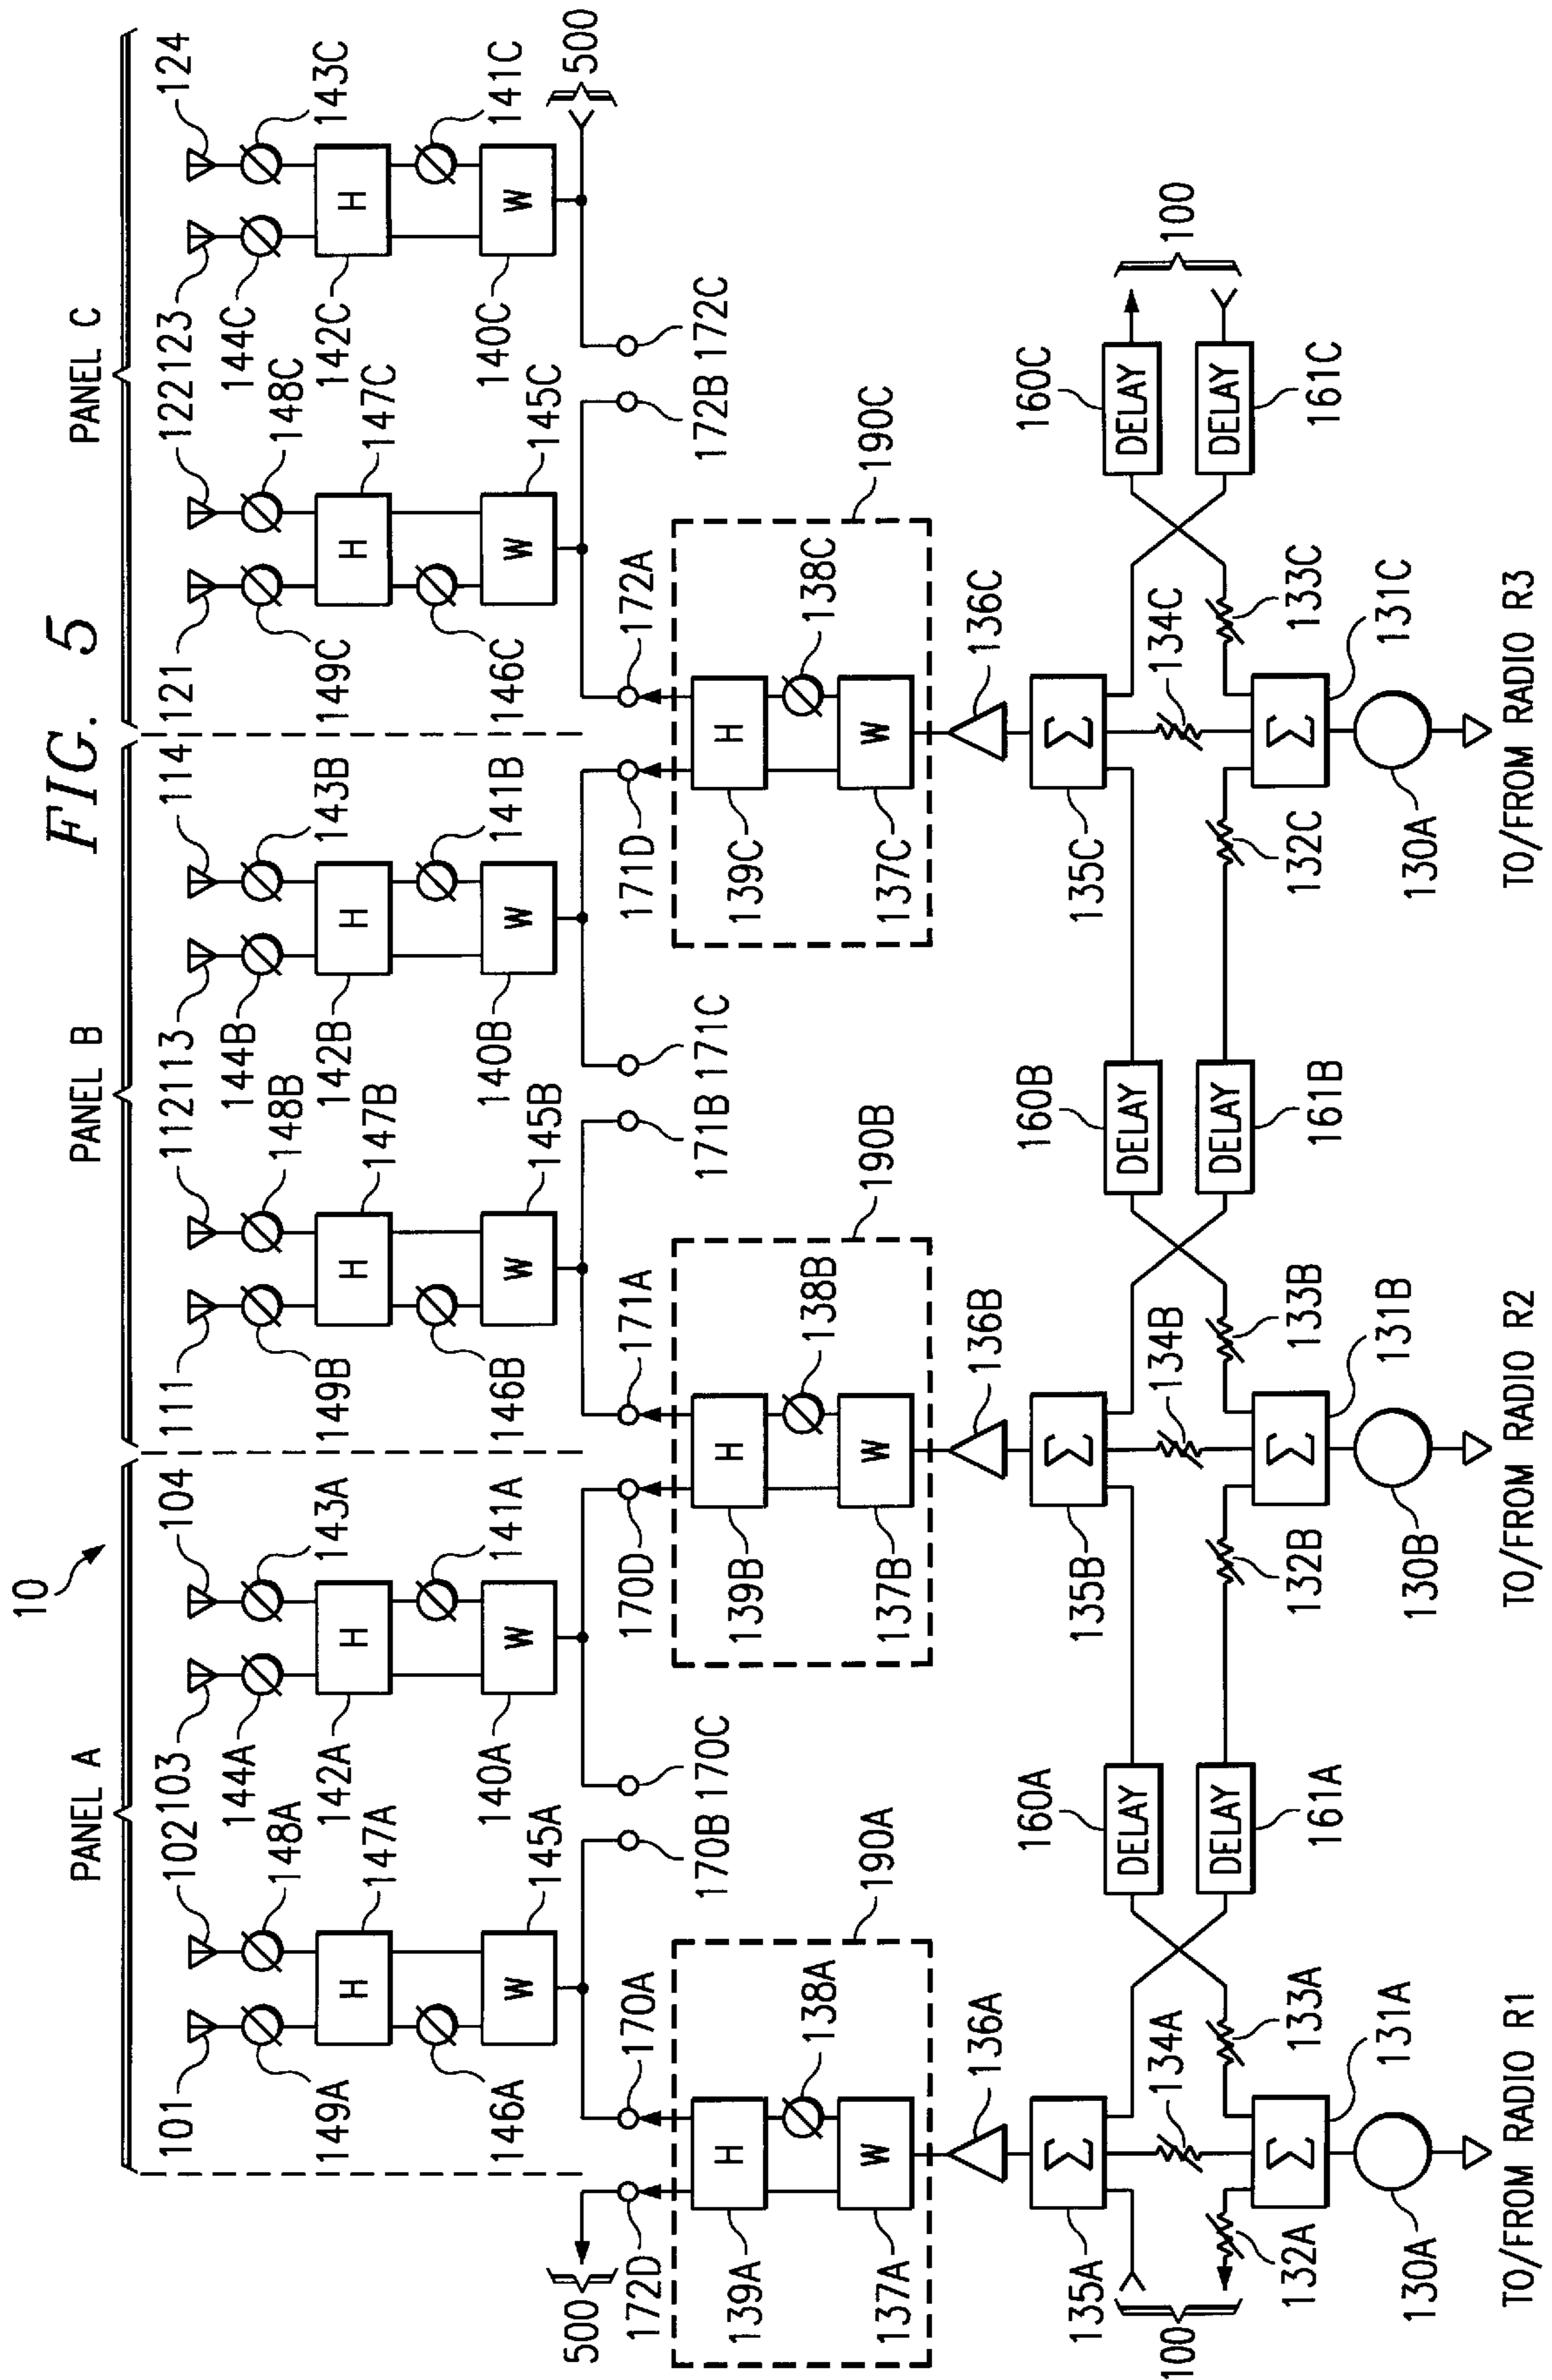 FIG. 5
10
PANEL A PANEL B PANEL C
101 102 103 104 111 112 113 114 121 122 123 124
149A 148A 144A 143A 149B 148B 144B 143B 149C 148C 144C 143C
H H H H H H
147A 142A 147B 142B 147C 142C
146A 141A 146B 141B 146C 141C
W W W W W W
145A 140A 145B 140B 145C 140C
500 500
172D 170A 170B 170C 170D 171A 171B 171C 171D 172A 172B 172C
190A 190B 190C
H H H
139A 138A 139B 138B 139C 138C
W W W
137A 137B 137C
136A 136B 136C
Σ Σ Σ
135A 135B 135C
160A 160B 160C
DELAY DELAY DELAY
100 100
134A 134B 134C
DELAY DELAY DELAY
161A 161B 161C
132A 133A 132B 133B 132C 133C
Σ Σ Σ
131A 131B 131C
130A 130B 130A
TO/FROM RADIO R1 TO/FROM RADIO R2 TO/FROM RADIO R3